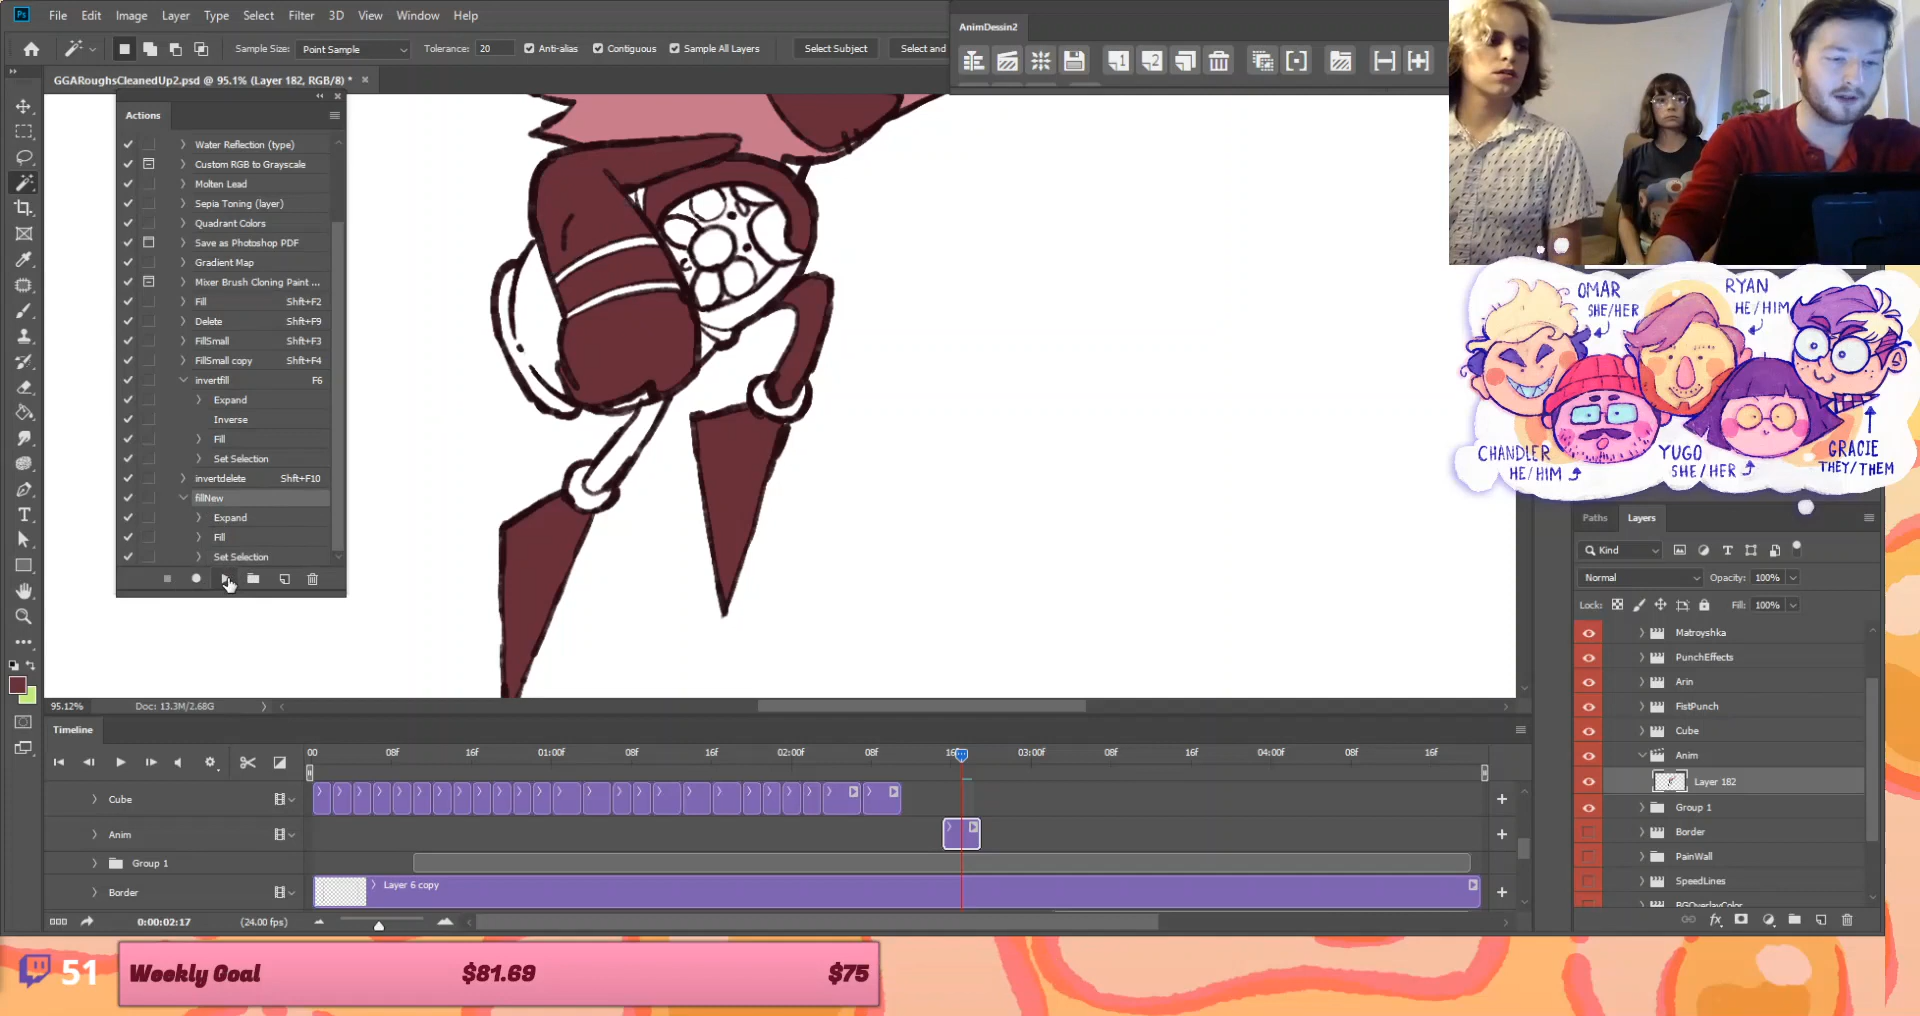 Ps File Edit Image Layer Type Select Filter 3D View Window Help
AnimDessin2
Sample Size: Point Sample Tolerance: 20 Anti-alias Contiguous Sample All Layers Select Subject Select and
GGARoughsCleanedUp2.psd @ 95.1% (Layer 182, RGB/8) *
Actions
Water Reflection (type)
Custom RGB to Grayscale
Molten Lead
Sepia Toning (layer)
Quadrant Colors
Save as Photoshop PDF
Gradient Map
Mixer Brush Cloning Paint ...
Fill Shft+F2
Delete Shft+F9
FillSmall Shft+F3
FillSmall copy Shft+F4
invertfill F6
Expand
Inverse
Fill
Set Selection
invertdelete Shft+F10
fillNew
Expand
Fill
Set Selection
OMAR
SHE/HER
RYAN
HE/HIM
CHANDLER
HE/HIM
YUGO
SHE/HER
GRACIE
THEY/THEM
Paths Layers
Kind
Normal Opacity: 100%
Lock: Fill: 100%
Matroyshka
PunchEffects
Arin
FistPunch
Cube
Anim
Layer 182
Group 1
Border
PainWall
SpeedLines
BGOverlayColor
95.12% Doc: 13.3M/2.68G
Timeline
00 08f 16f 01:00f 08f 16f 02:00f 08f 16f 03:00f 08f 16f 04:00f 08f 16f
Cube
Anim
Group 1
Border Layer 6 copy
0:00:02:17 (24.00 fps)
51 Weekly Goal $81.69 $75